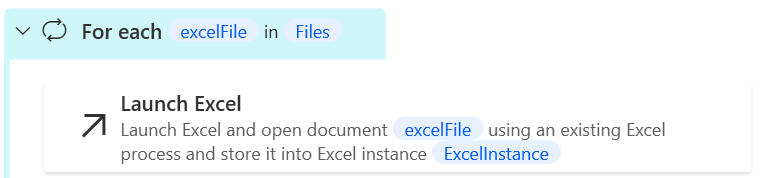 For each excelFile in Files
Launch Excel
Launch Excel and open document excelFile using an existing Excel
process and store it into Excel instance ExcelInstance